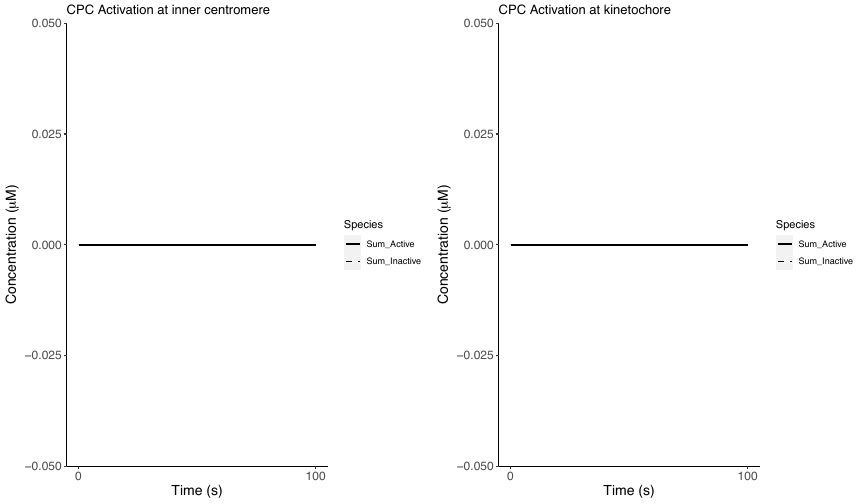 CPC Activation at inner centromere
0.050
0.025
0.000
−0.025
−0.050
Concentration (μM)
0
100
Time (s)
Species
Sum_Active
Sum_Inactive
CPC Activation at kinetochore
0.050
0.025
0.000
−0.025
−0.050
Concentration (μM)
0
100
Time (s)
Species
Sum_Active
Sum_Inactive